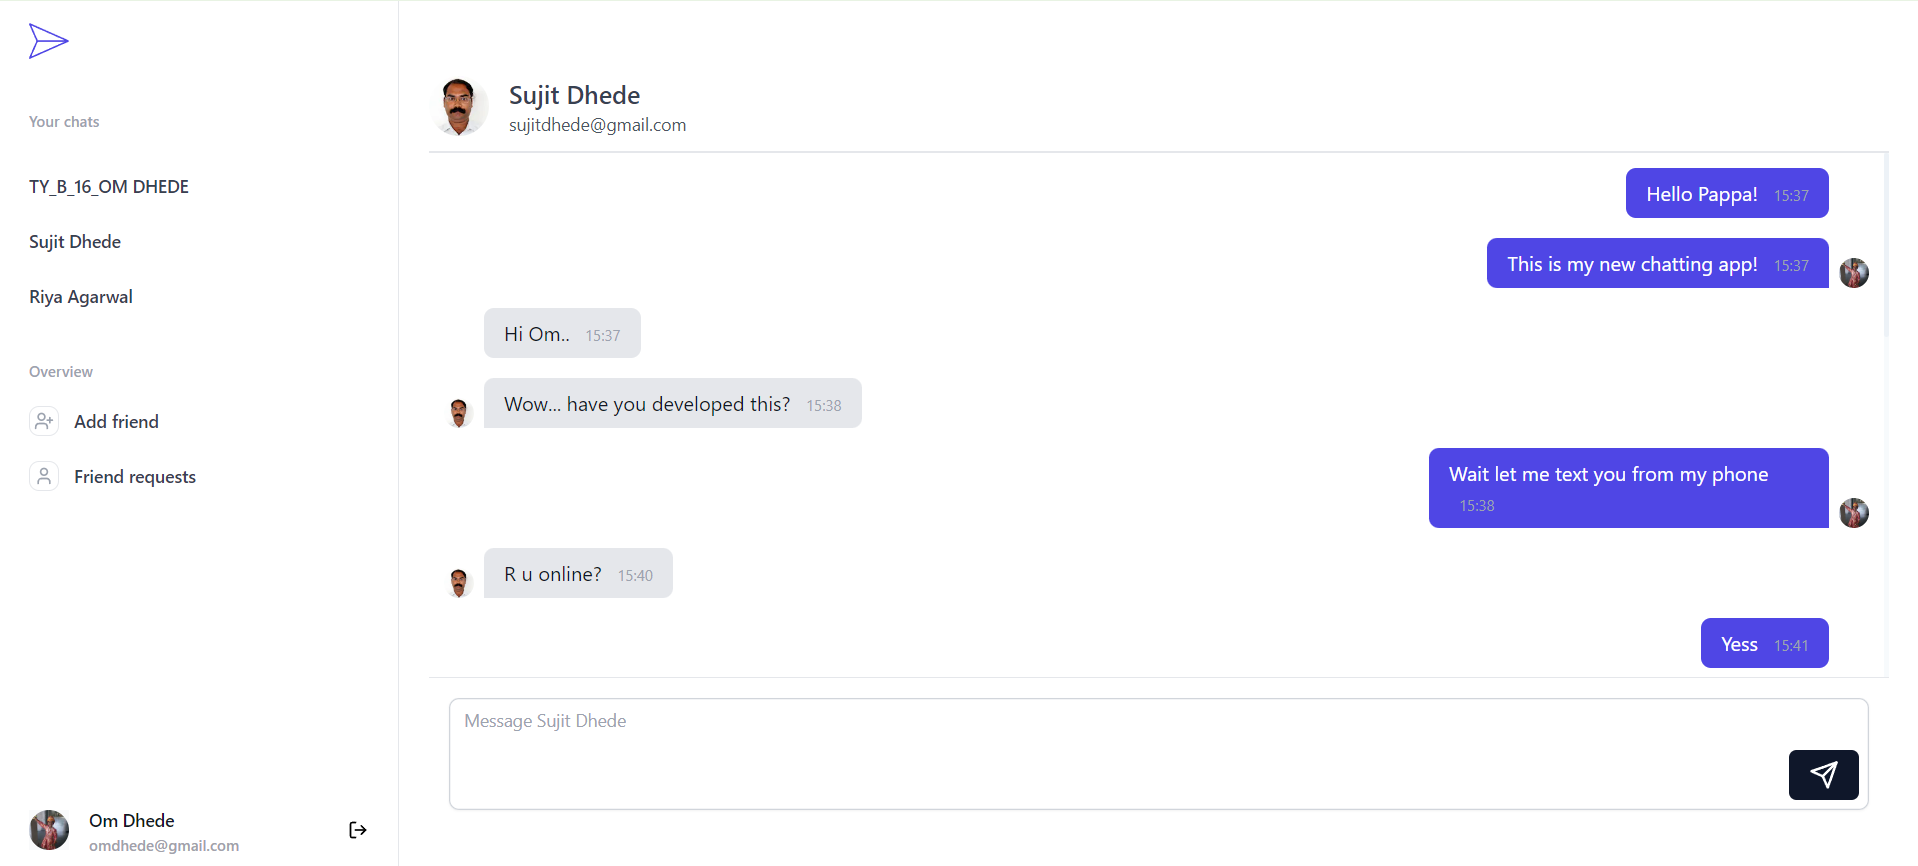 Your chats
TY_B_16_OM DHEDE
Sujit Dhede
Riya Agarwal
Overview
Add friend
Friend requests
Om Dhede
omdhede@gmail.com
Sujit Dhede
sujitdhede@gmail.com
Hello Pappa! 15:37
This is my new chatting app! 15:37
Hi Om.. 15:37
Wow... have you developed this? 15:38
Wait let me text you from my phone
15:38
R u online? 15:40
Yess 15:41
Message Sujit Dhede